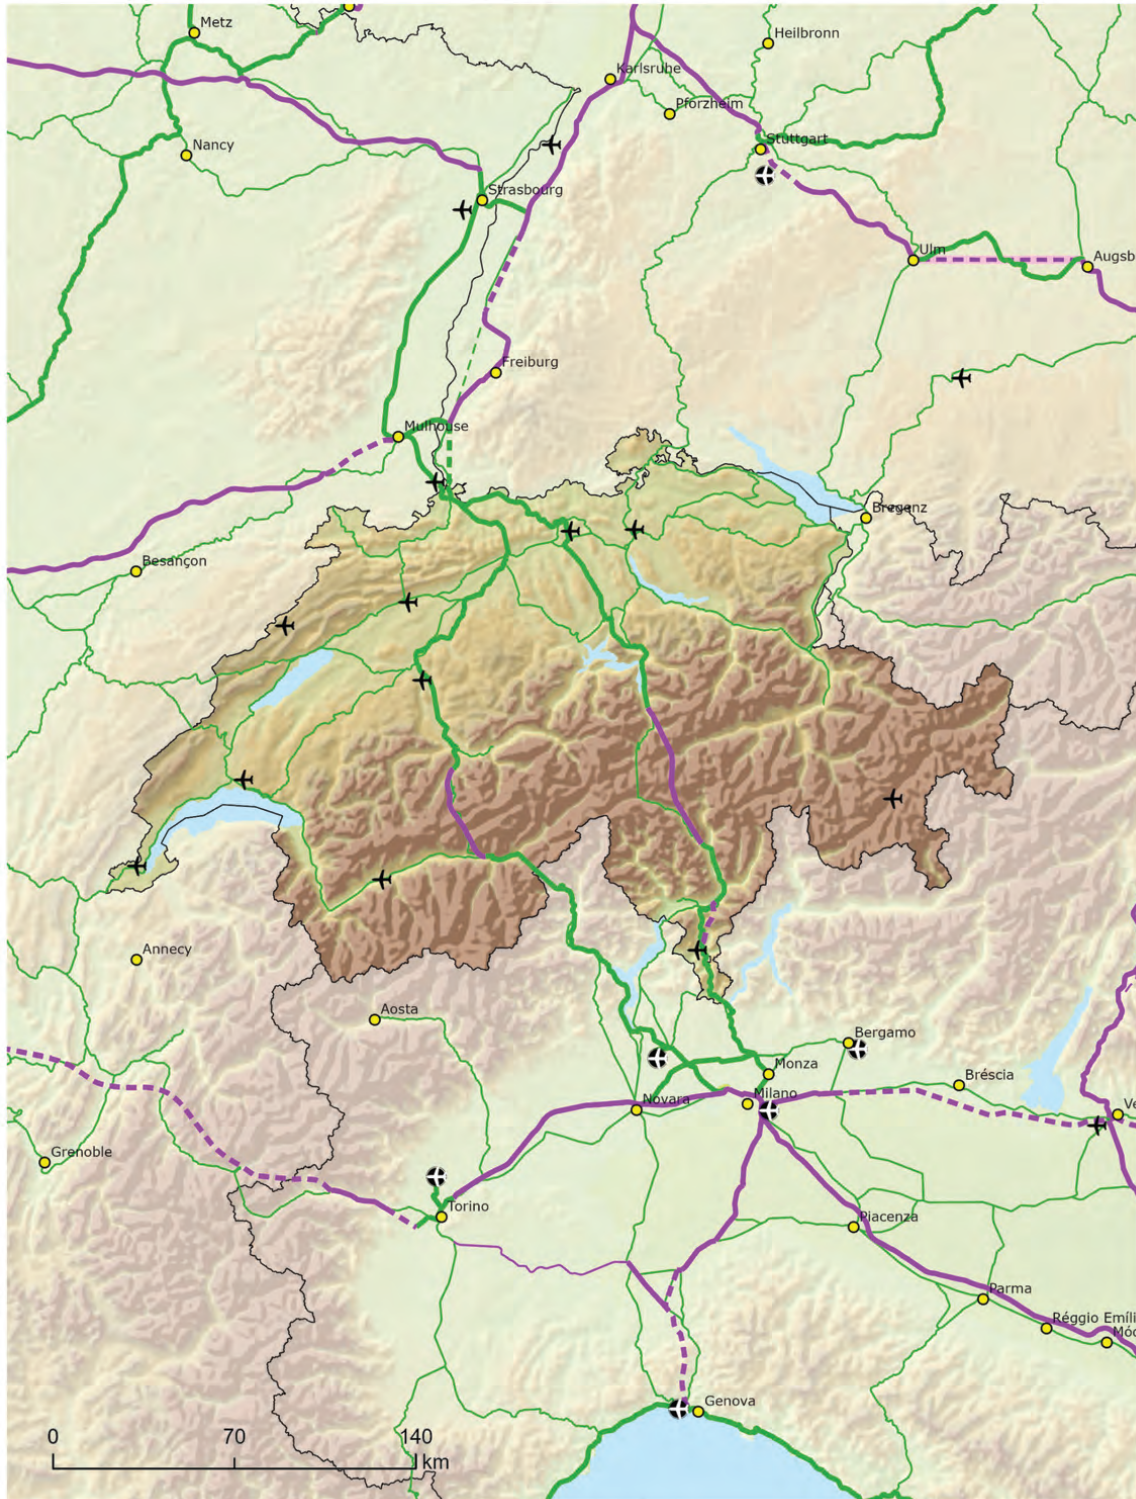 Metz
Heilbronn
Karlsruhe
Pforzheim
Nancy
Stuttgart
Strasbourg
Ulm
Augsb
Freiburg
Mulhouse
Bregenz
Besançon
Annecy
Aosta
Bergamo
Monza
Bréscia
Novara
Milano
Ve
Grenoble
Torino
Piacenza
Parma
Réggio Emíli
Mód
Genova
0 70 140
km